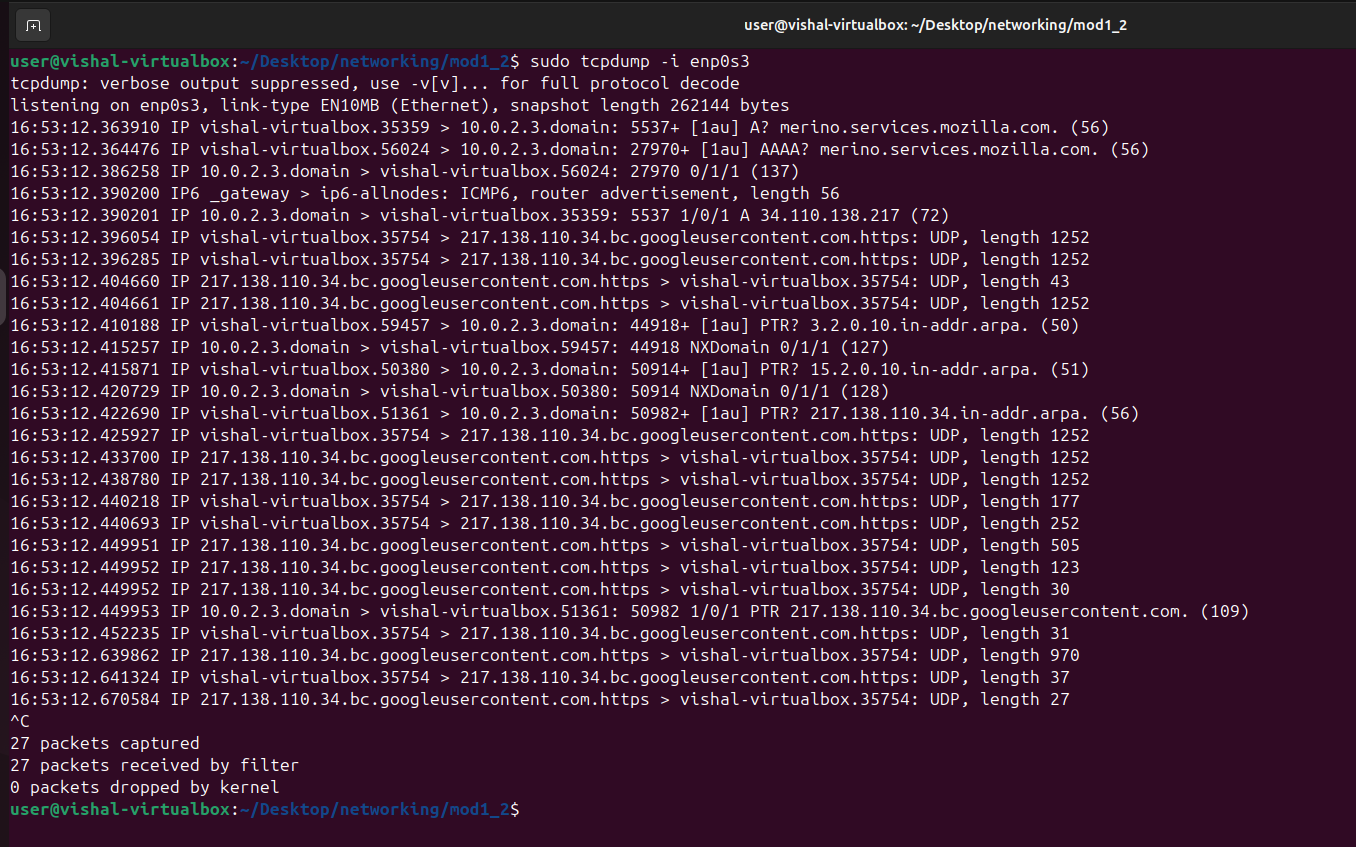 user@vishal-virtualbox: ~/Desktop/networking/mod1_2
user@vishal-virtualbox:~/Desktop/networking/mod1_2$ sudo tcpdump -i enp0s3
tcpdump: verbose output suppressed, use -v[v]... for full protocol decode
listening on enp0s3, link-type EN10MB (Ethernet), snapshot length 262144 bytes
16:53:12.363910 IP vishal-virtualbox.35359 > 10.0.2.3.domain: 5537+ [1au] A? merino.services.mozilla.com. (56)
16:53:12.364476 IP vishal-virtualbox.56024 > 10.0.2.3.domain: 27970+ [1au] AAAA? merino.services.mozilla.com. (56)
16:53:12.386258 IP 10.0.2.3.domain > vishal-virtualbox.56024: 27970 0/1/1 (137)
16:53:12.390200 IP6 _gateway > ip6-allnodes: ICMP6, router advertisement, length 56
16:53:12.390201 IP 10.0.2.3.domain > vishal-virtualbox.35359: 5537 1/0/1 A 34.110.138.217 (72)
16:53:12.396054 IP vishal-virtualbox.35754 > 217.138.110.34.bc.googleusercontent.com.https: UDP, length 1252
16:53:12.396285 IP vishal-virtualbox.35754 > 217.138.110.34.bc.googleusercontent.com.https: UDP, length 1252
16:53:12.404660 IP 217.138.110.34.bc.googleusercontent.com.https > vishal-virtualbox.35754: UDP, length 43
16:53:12.404661 IP 217.138.110.34.bc.googleusercontent.com.https > vishal-virtualbox.35754: UDP, length 1252
16:53:12.410188 IP vishal-virtualbox.59457 > 10.0.2.3.domain: 44918+ [1au] PTR? 3.2.0.10.in-addr.arpa. (50)
16:53:12.415257 IP 10.0.2.3.domain > vishal-virtualbox.59457: 44918 NXDomain 0/1/1 (127)
16:53:12.415871 IP vishal-virtualbox.50380 > 10.0.2.3.domain: 50914+ [1au] PTR? 15.2.0.10.in-addr.arpa. (51)
16:53:12.420729 IP 10.0.2.3.domain > vishal-virtualbox.50380: 50914 NXDomain 0/1/1 (128)
16:53:12.422690 IP vishal-virtualbox.51361 > 10.0.2.3.domain: 50982+ [1au] PTR? 217.138.110.34.in-addr.arpa. (56)
16:53:12.425927 IP vishal-virtualbox.35754 > 217.138.110.34.bc.googleusercontent.com.https: UDP, length 1252
16:53:12.433700 IP 217.138.110.34.bc.googleusercontent.com.https > vishal-virtualbox.35754: UDP, length 1252
16:53:12.438780 IP 217.138.110.34.bc.googleusercontent.com.https > vishal-virtualbox.35754: UDP, length 1252
16:53:12.440218 IP vishal-virtualbox.35754 > 217.138.110.34.bc.googleusercontent.com.https: UDP, length 177
16:53:12.440693 IP vishal-virtualbox.35754 > 217.138.110.34.bc.googleusercontent.com.https: UDP, length 252
16:53:12.449951 IP 217.138.110.34.bc.googleusercontent.com.https > vishal-virtualbox.35754: UDP, length 505
16:53:12.449952 IP 217.138.110.34.bc.googleusercontent.com.https > vishal-virtualbox.35754: UDP, length 123
16:53:12.449952 IP 217.138.110.34.bc.googleusercontent.com.https > vishal-virtualbox.35754: UDP, length 30
16:53:12.449953 IP 10.0.2.3.domain > vishal-virtualbox.51361: 50982 1/0/1 PTR 217.138.110.34.bc.googleusercontent.com. (109)
16:53:12.452235 IP vishal-virtualbox.35754 > 217.138.110.34.bc.googleusercontent.com.https: UDP, length 31
16:53:12.639862 IP 217.138.110.34.bc.googleusercontent.com.https > vishal-virtualbox.35754: UDP, length 970
16:53:12.641324 IP vishal-virtualbox.35754 > 217.138.110.34.bc.googleusercontent.com.https: UDP, length 37
16:53:12.670584 IP 217.138.110.34.bc.googleusercontent.com.https > vishal-virtualbox.35754: UDP, length 27
^C
27 packets captured
27 packets received by filter
0 packets dropped by kernel
user@vishal-virtualbox:~/Desktop/networking/mod1_2$